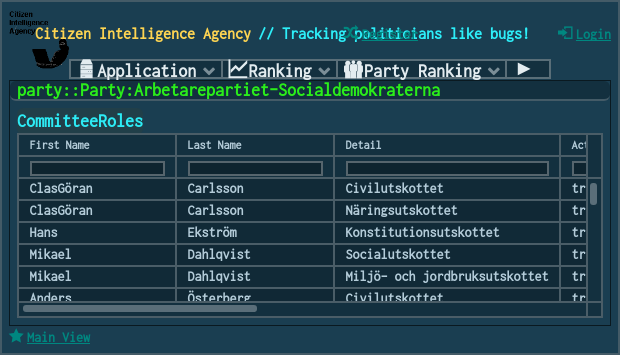 Citizen
Intelligence
Agency
Citizen Intelligence Agency // Tracking politicians like bugs!
Login
Application Ranking Party Ranking
party::Party:Arbetarepartiet-Socialdemokraterna
CommitteeRoles
First Name Last Name Detail Act
ClasGöran Carlsson Civilutskottet tr
ClasGöran Carlsson Näringsutskottet tr
Hans Ekström Konstitutionsutskottet tr
Mikael Dahlqvist Socialutskottet tr
Mikael Dahlqvist Miljö- och jordbruksutskottet tr
Anders Österberg Civilutskottet tr
Main View